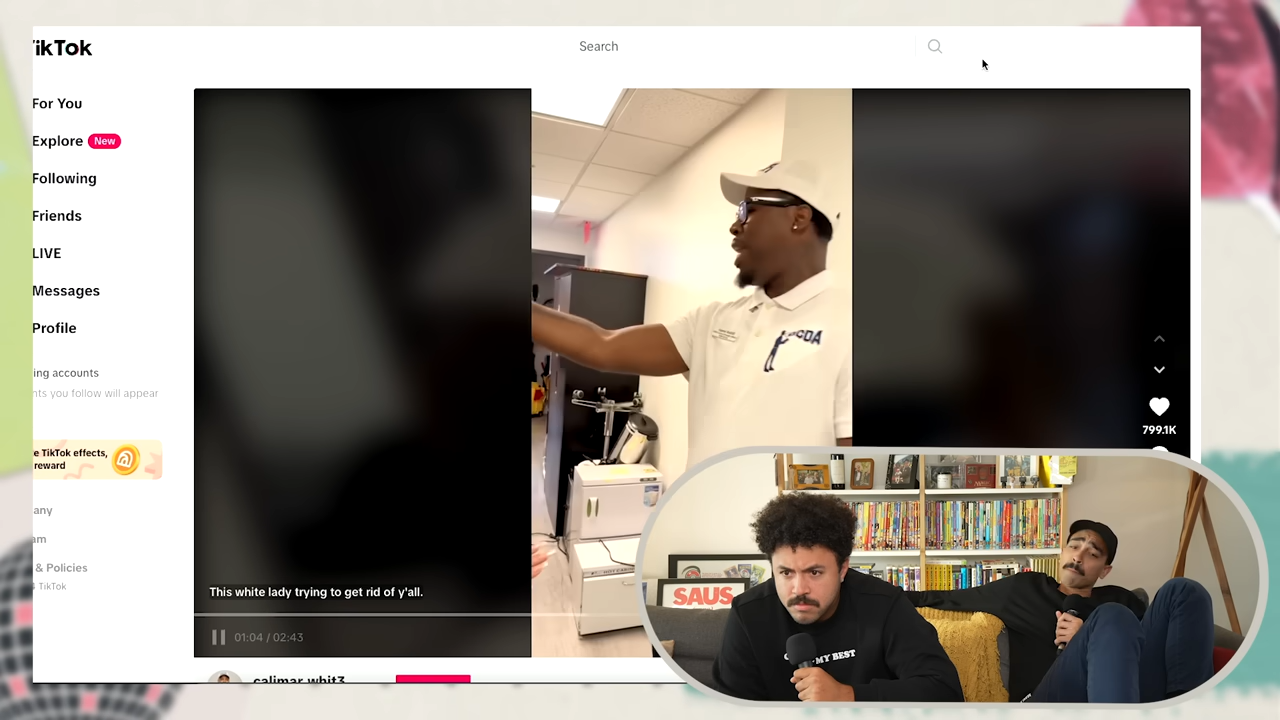 ikTok
Search
For You
Explore New
Following
Friends
LIVE
Messages
Profile
ing accounts
nts you follow will appear
e TikTok effects,
reward
any
am
& Policies
TikTok
799.1K
This white lady trying to get rid of y'all.
01:04 / 02:43
calimar_whit3
SAUS
MY BEST